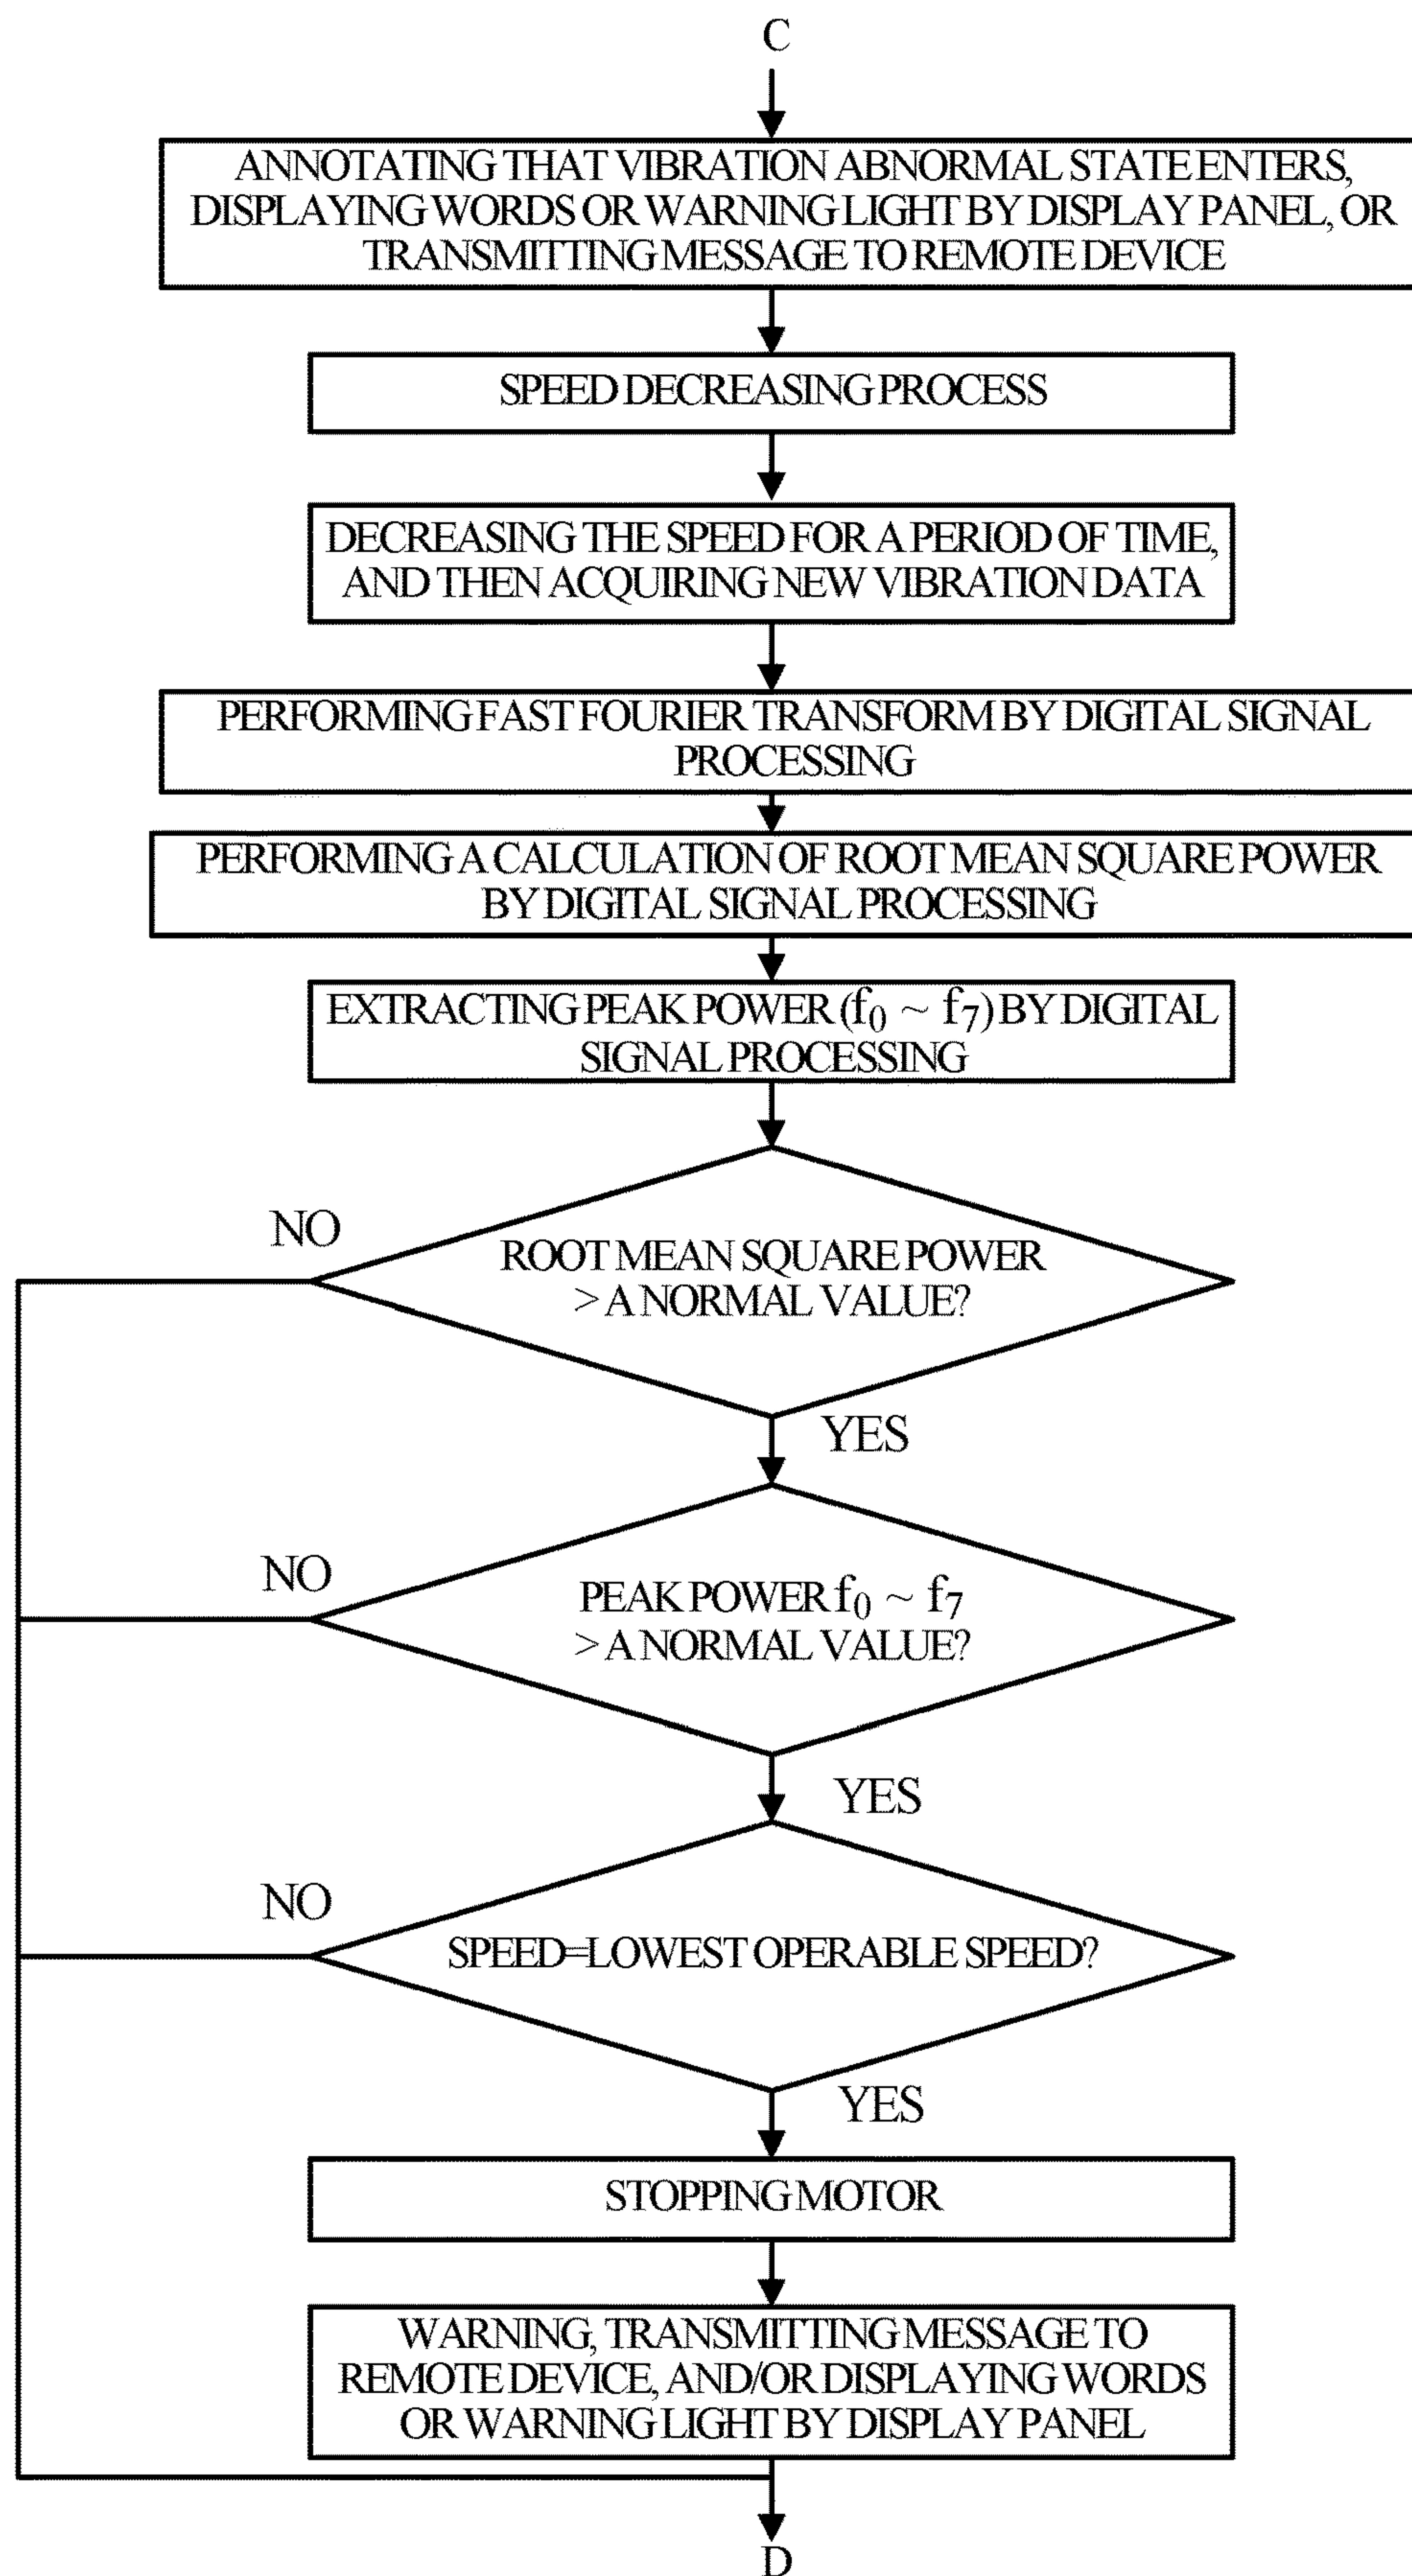 C
ANNOTATING THAT VIBRATION ABNORMAL STATE ENTERS,
DISPLAYING WORDS OR WARNING LIGHT BY DISPLAY PANEL, OR
TRANSMITTING MESSAGE TO REMOTE DEVICE
SPEED DECREASING PROCESS
DECREASING THE SPEED FOR A PERIOD OF TIME,
AND THEN ACQUIRING NEW VIBRATION DATA
PERFORMING FAST FOURIER TRANSFORM BY DIGITAL SIGNAL
PROCESSING
PERFORMING A CALCULATION OF ROOT MEAN SQUARE POWER
BY DIGITAL SIGNAL PROCESSING
EXTRACTING PEAK POWER (f₀ ~ f₇) BY DIGITAL
SIGNAL PROCESSING
NO
ROOT MEAN SQUARE POWER
> A NORMAL VALUE?
YES
NO
PEAK POWER f₀ ~ f₇
> A NORMAL VALUE?
YES
NO
SPEED=LOWEST OPERABLE SPEED?
YES
STOPPING MOTOR
WARNING, TRANSMITTING MESSAGE TO
REMOTE DEVICE, AND/OR DISPLAYING WORDS
OR WARNING LIGHT BY DISPLAY PANEL
D